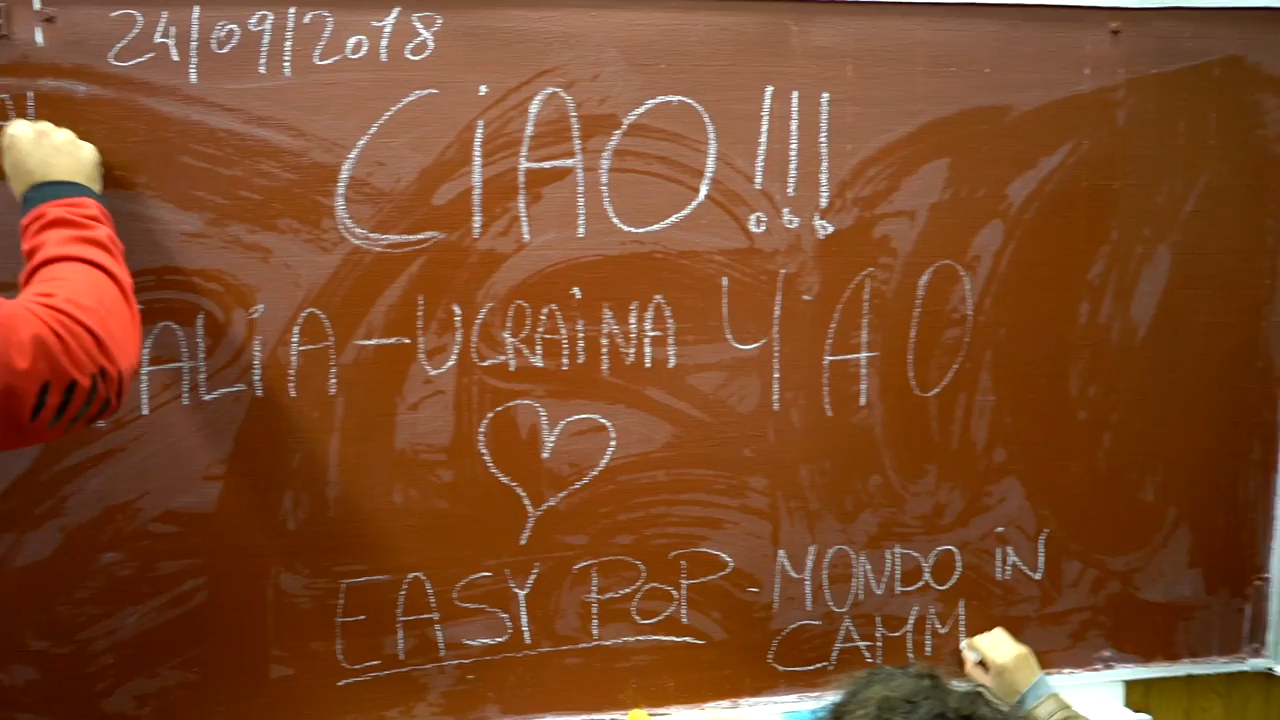 24/09/2018
CiAO!!!
ALiA-UCRAiNA ЧАО
EASY POP - MONDO iN
CAMM